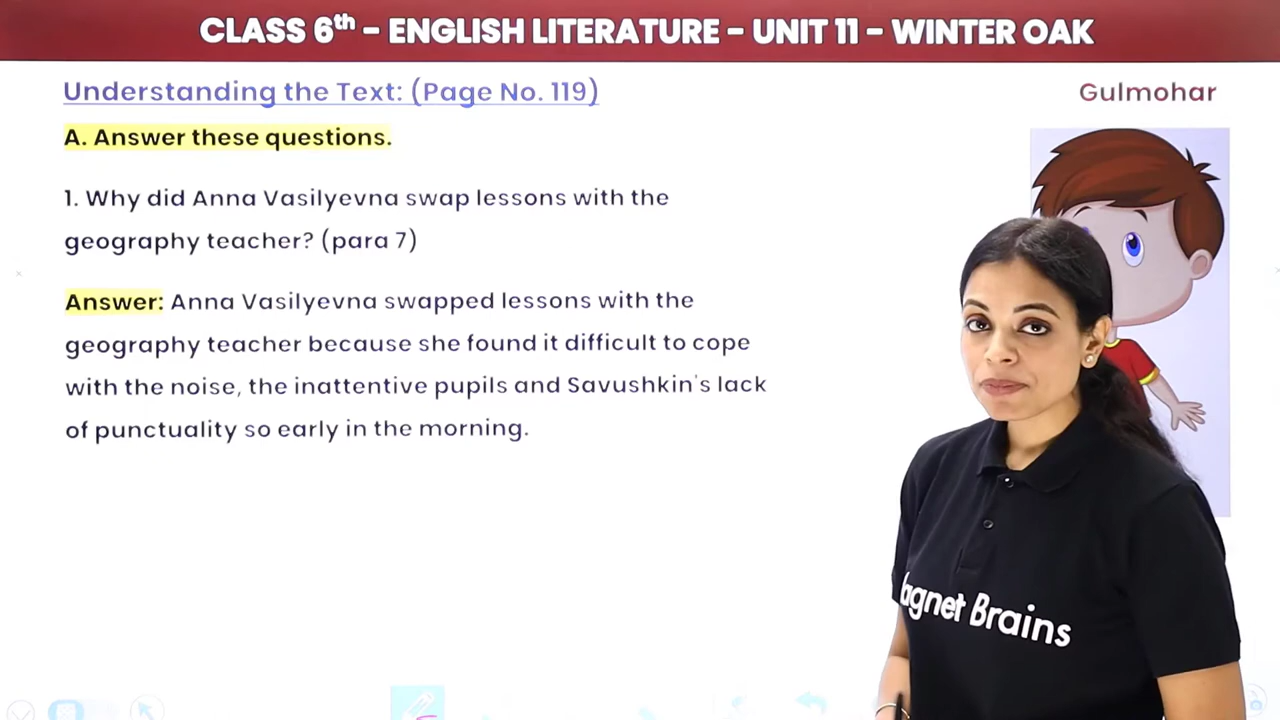 CLASS 6th – ENGLISH LITERATURE – UNIT 11 – WINTER OAK
Understanding the Text: (Page No. 119)
Gulmohar
A. Answer these questions.
1. Why did Anna Vasilyevna swap lessons with the
geography teacher? (para 7)
Answer: Anna Vasilyevna swapped lessons with the
geography teacher because she found it difficult to cope
with the noise, the inattentive pupils and Savushkin's lack
of punctuality so early in the morning.
agnet Brains